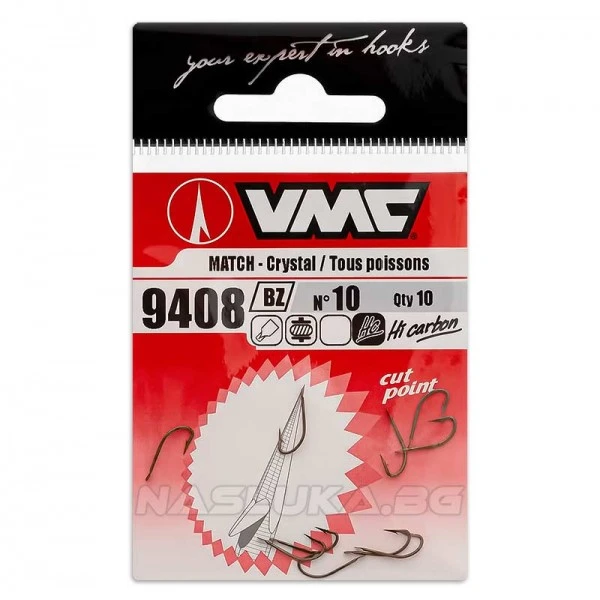 your expert in hooks
VMC®
MATCH - Crystal / Tous poissons
9408 BZ N° 10 Qty 10
Hc Hi carbon
cut
point
NASLUKA.BG